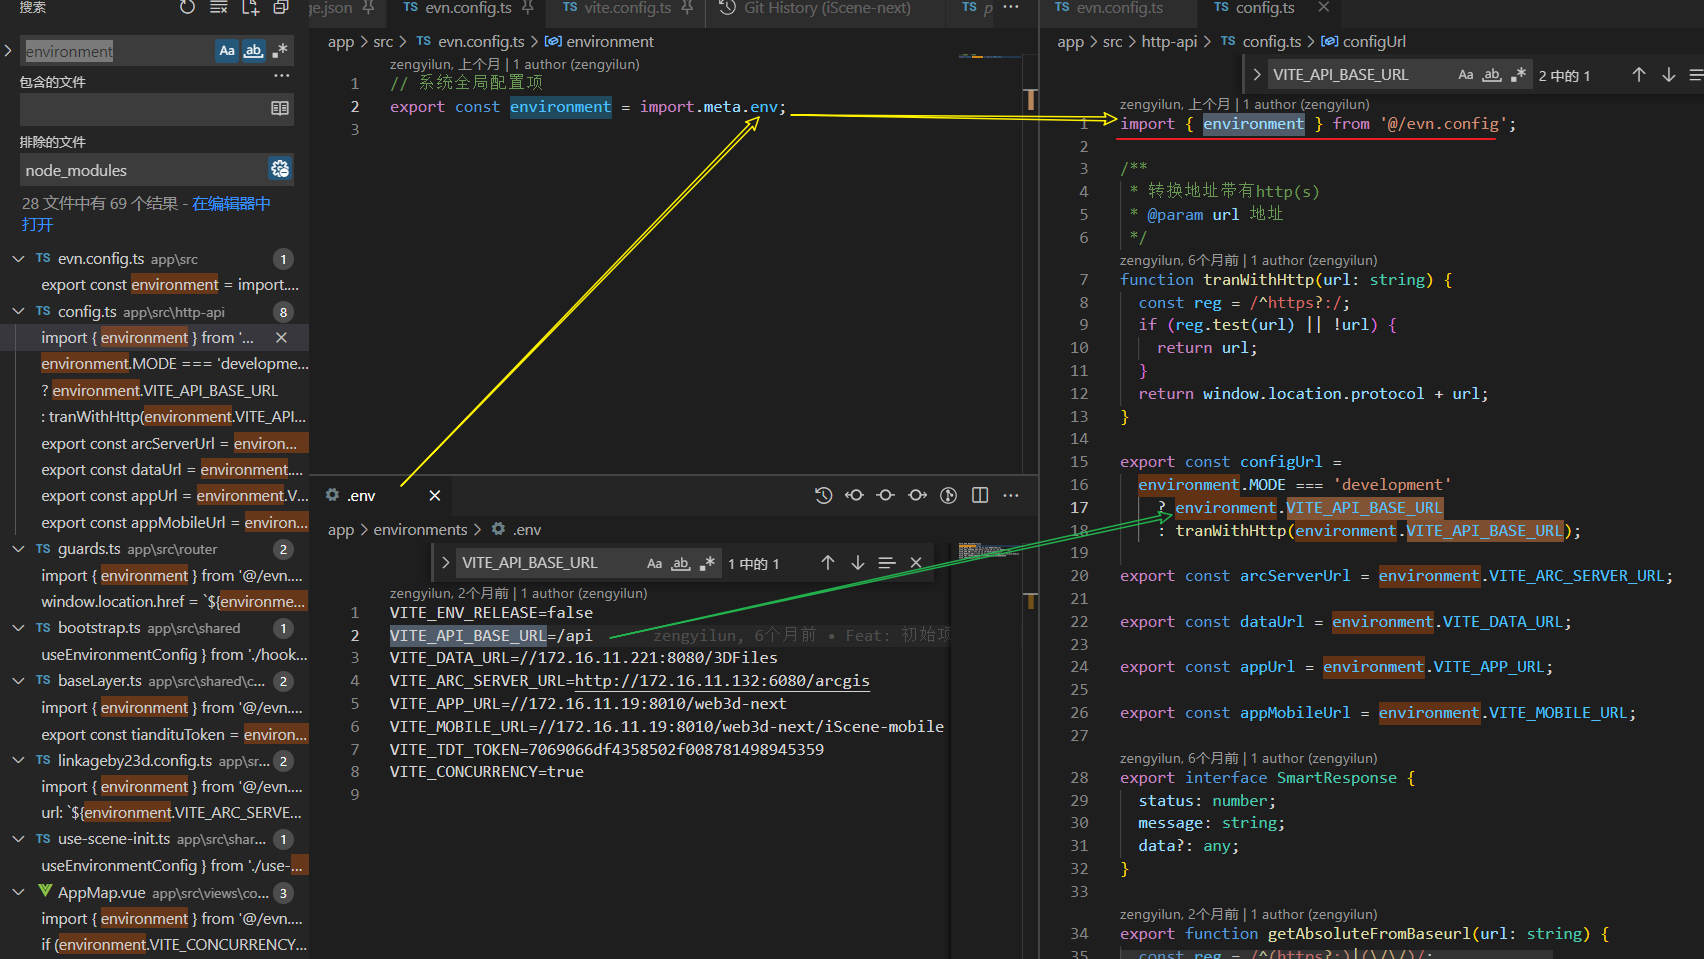 搜索
environment
Aa
ab
包含的文件
排除的文件
node_modules
28 文件中有 69 个结果 - 在编辑器中
打开
TS evn.config.ts app\src 1
export const environment = import....
TS config.ts app\src\http-api 8
import { environment } from '...
environment.MODE === 'developme...
? environment.VITE_API_BASE_URL
: tranWithHttp(environment.VITE_API...
export const arcServerUrl = environ...
export const dataUrl = environment....
export const appUrl = environment.V...
export const appMobileUrl = environ...
TS guards.ts app\src\router 2
import { environment } from '@/evn....
window.location.href = `${environme...
TS bootstrap.ts app\src\shared 1
useEnvironmentConfig } from './hook...
TS baseLayer.ts app\src\shared\c... 2
import { environment } from '@/evn....
export const tiandituToken = environ...
TS linkageby23d.config.ts app\sr... 2
import { environment } from '@/evn....
url: `${environment.VITE_ARC_SERVE...
TS use-scene-init.ts app\src\shar... 1
useEnvironmentConfig } from './use-...
AppMap.vue app\src\views\co... 3
import { environment } from '@/evn....
if (environment.VITE_CONCURRENCY...
ge.json
TS evn.config.ts
TS vite.config.ts
Git History (iScene-next)
TS p ...
app > src > TS evn.config.ts > environment
zengyilun, 上个月 | 1 author (zengyilun)
1 // 系统全局配置项
2 export const environment = import.meta.env;
3
.env
app > environments > .env
VITE_API_BASE_URL Aa ab 1 中的 1
zengyilun, 2个月前 | 1 author (zengyilun)
1 VITE_ENV_RELEASE=false
2 VITE_API_BASE_URL=/api zengyilun, 6个月前 • Feat: 初始项
3 VITE_DATA_URL=//172.16.11.221:8080/3DFiles
4 VITE_ARC_SERVER_URL=http://172.16.11.132:6080/arcgis
5 VITE_APP_URL=//172.16.11.19:8010/web3d-next
6 VITE_MOBILE_URL=//172.16.11.19:8010/web3d-next/iScene-mobile
7 VITE_TDT_TOKEN=7069066df4358502f008781498945359
8 VITE_CONCURRENCY=true
9
TS evn.config.ts
TS config.ts
app > src > http-api > TS config.ts > configUrl
VITE_API_BASE_URL Aa ab 2 中的 1
zengyilun, 上个月 | 1 author (zengyilun)
1 import { environment } from '@/evn.config';
2
3 /**
4 * 转换地址带有http(s)
5 * @param url 地址
6 */
zengyilun, 6个月前 | 1 author (zengyilun)
7 function tranWithHttp(url: string) {
8 const reg = /^https?:/;
9 if (reg.test(url) || !url) {
10 return url;
11 }
12 return window.location.protocol + url;
13 }
14
15 export const configUrl =
16 environment.MODE === 'development'
17 ? environment.VITE_API_BASE_URL
18 : tranWithHttp(environment.VITE_API_BASE_URL);
19
20 export const arcServerUrl = environment.VITE_ARC_SERVER_URL;
21
22 export const dataUrl = environment.VITE_DATA_URL;
23
24 export const appUrl = environment.VITE_APP_URL;
25
26 export const appMobileUrl = environment.VITE_MOBILE_URL;
27
zengyilun, 6个月前 | 1 author (zengyilun)
28 export interface SmartResponse {
29 status: number;
30 message: string;
31 data?: any;
32 }
33
zengyilun, 2个月前 | 1 author (zengyilun)
34 export function getAbsoluteFromBaseurl(url: string) {
35 const reg = /^(https?:)|(\/\/)/;